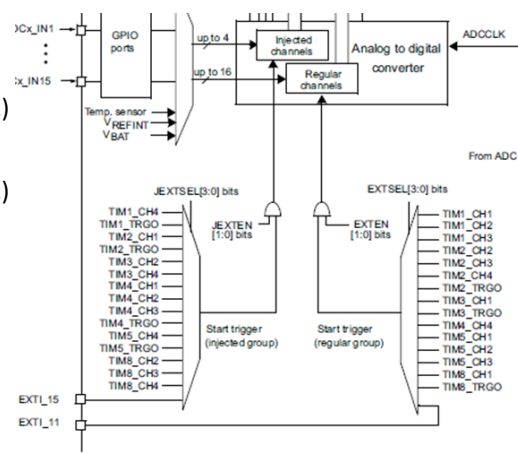 Cx_IN1
GPIO
ports
Cx_IN15
up to 4
up to 16
Injected
channels
Regular
channels
Analog to digital
converter
ADCCLK
Temp. sensor
VREFINT
VBAT
)
)
From ADC
JEXTSEL[3:0] bits
EXTSEL[3:0] bits
JEXTEN
[1:0] bits
EXTEN
[1:0] bits
TIM1_CH4
TIM1_TRGO
TIM2_CH1
TIM2_TRGO
TIM3_CH2
TIM3_CH4
TIM4_CH1
TIM4_CH2
TIM4_CH3
TIM4_TRGO
TIM5_CH4
TIM5_TRGO
TIM8_CH2
TIM8_CH3
TIM8_CH4
Start trigger
(injected group)
Start trigger
(regular group)
TIM1_CH1
TIM1_CH2
TIM1_CH3
TIM2_CH2
TIM2_CH3
TIM2_CH4
TIM2_TRGO
TIM3_CH1
TIM3_TRGO
TIM4_CH4
TIM5_CH1
TIM5_CH2
TIM5_CH3
TIM8_CH1
TIM8_TRGO
EXTI_15
EXTI_11